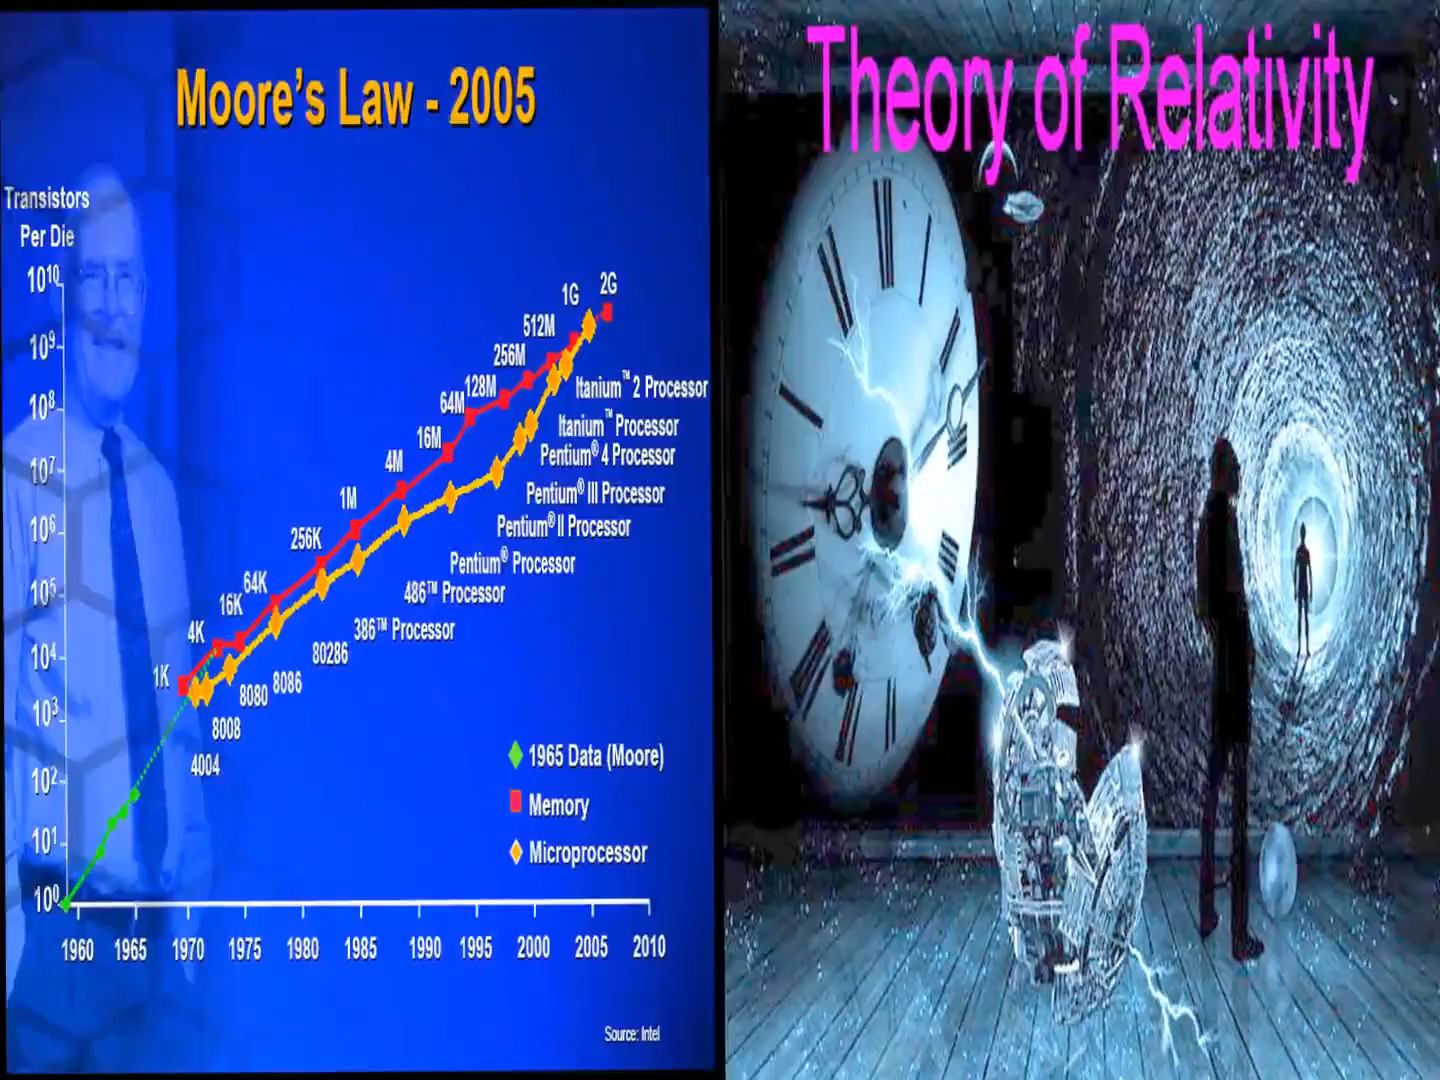 Moore's Law - 2005
Transistors
Per Die
10¹⁰
10⁹
10⁸
10⁷
10⁶
10⁵
10⁴
10³
10²
10¹
10⁰
1960 1965 1970 1975 1980 1985 1990 1995 2000 2005 2010
1K
4K
16K
64K
256K
1M
4M
16M
64M
128M
256M
512M
1G
2G
4004
8008
8080
8086
80286
386™ Processor
486™ Processor
Pentium® Processor
Pentium® II Processor
Pentium® III Processor
Pentium® 4 Processor
Itanium™ Processor
Itanium™ 2 Processor
1965 Data (Moore)
Memory
Microprocessor
Source: Intel
Theory of Relativity